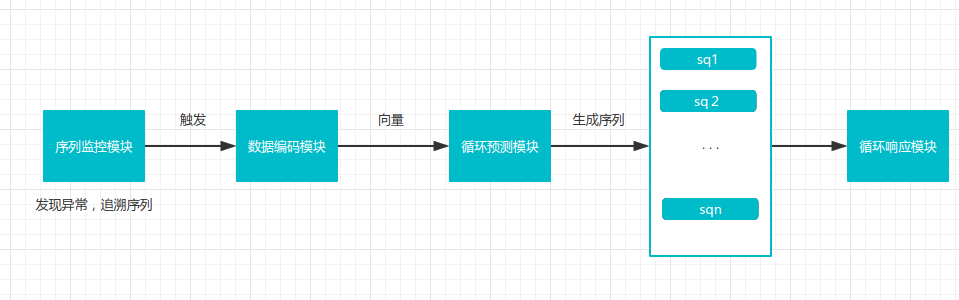 序列监控模块
发现异常，追溯序列
触发
数据编码模块
向量
循环预测模块
生成序列
sq1
sq 2
...
sqn
循环响应模块